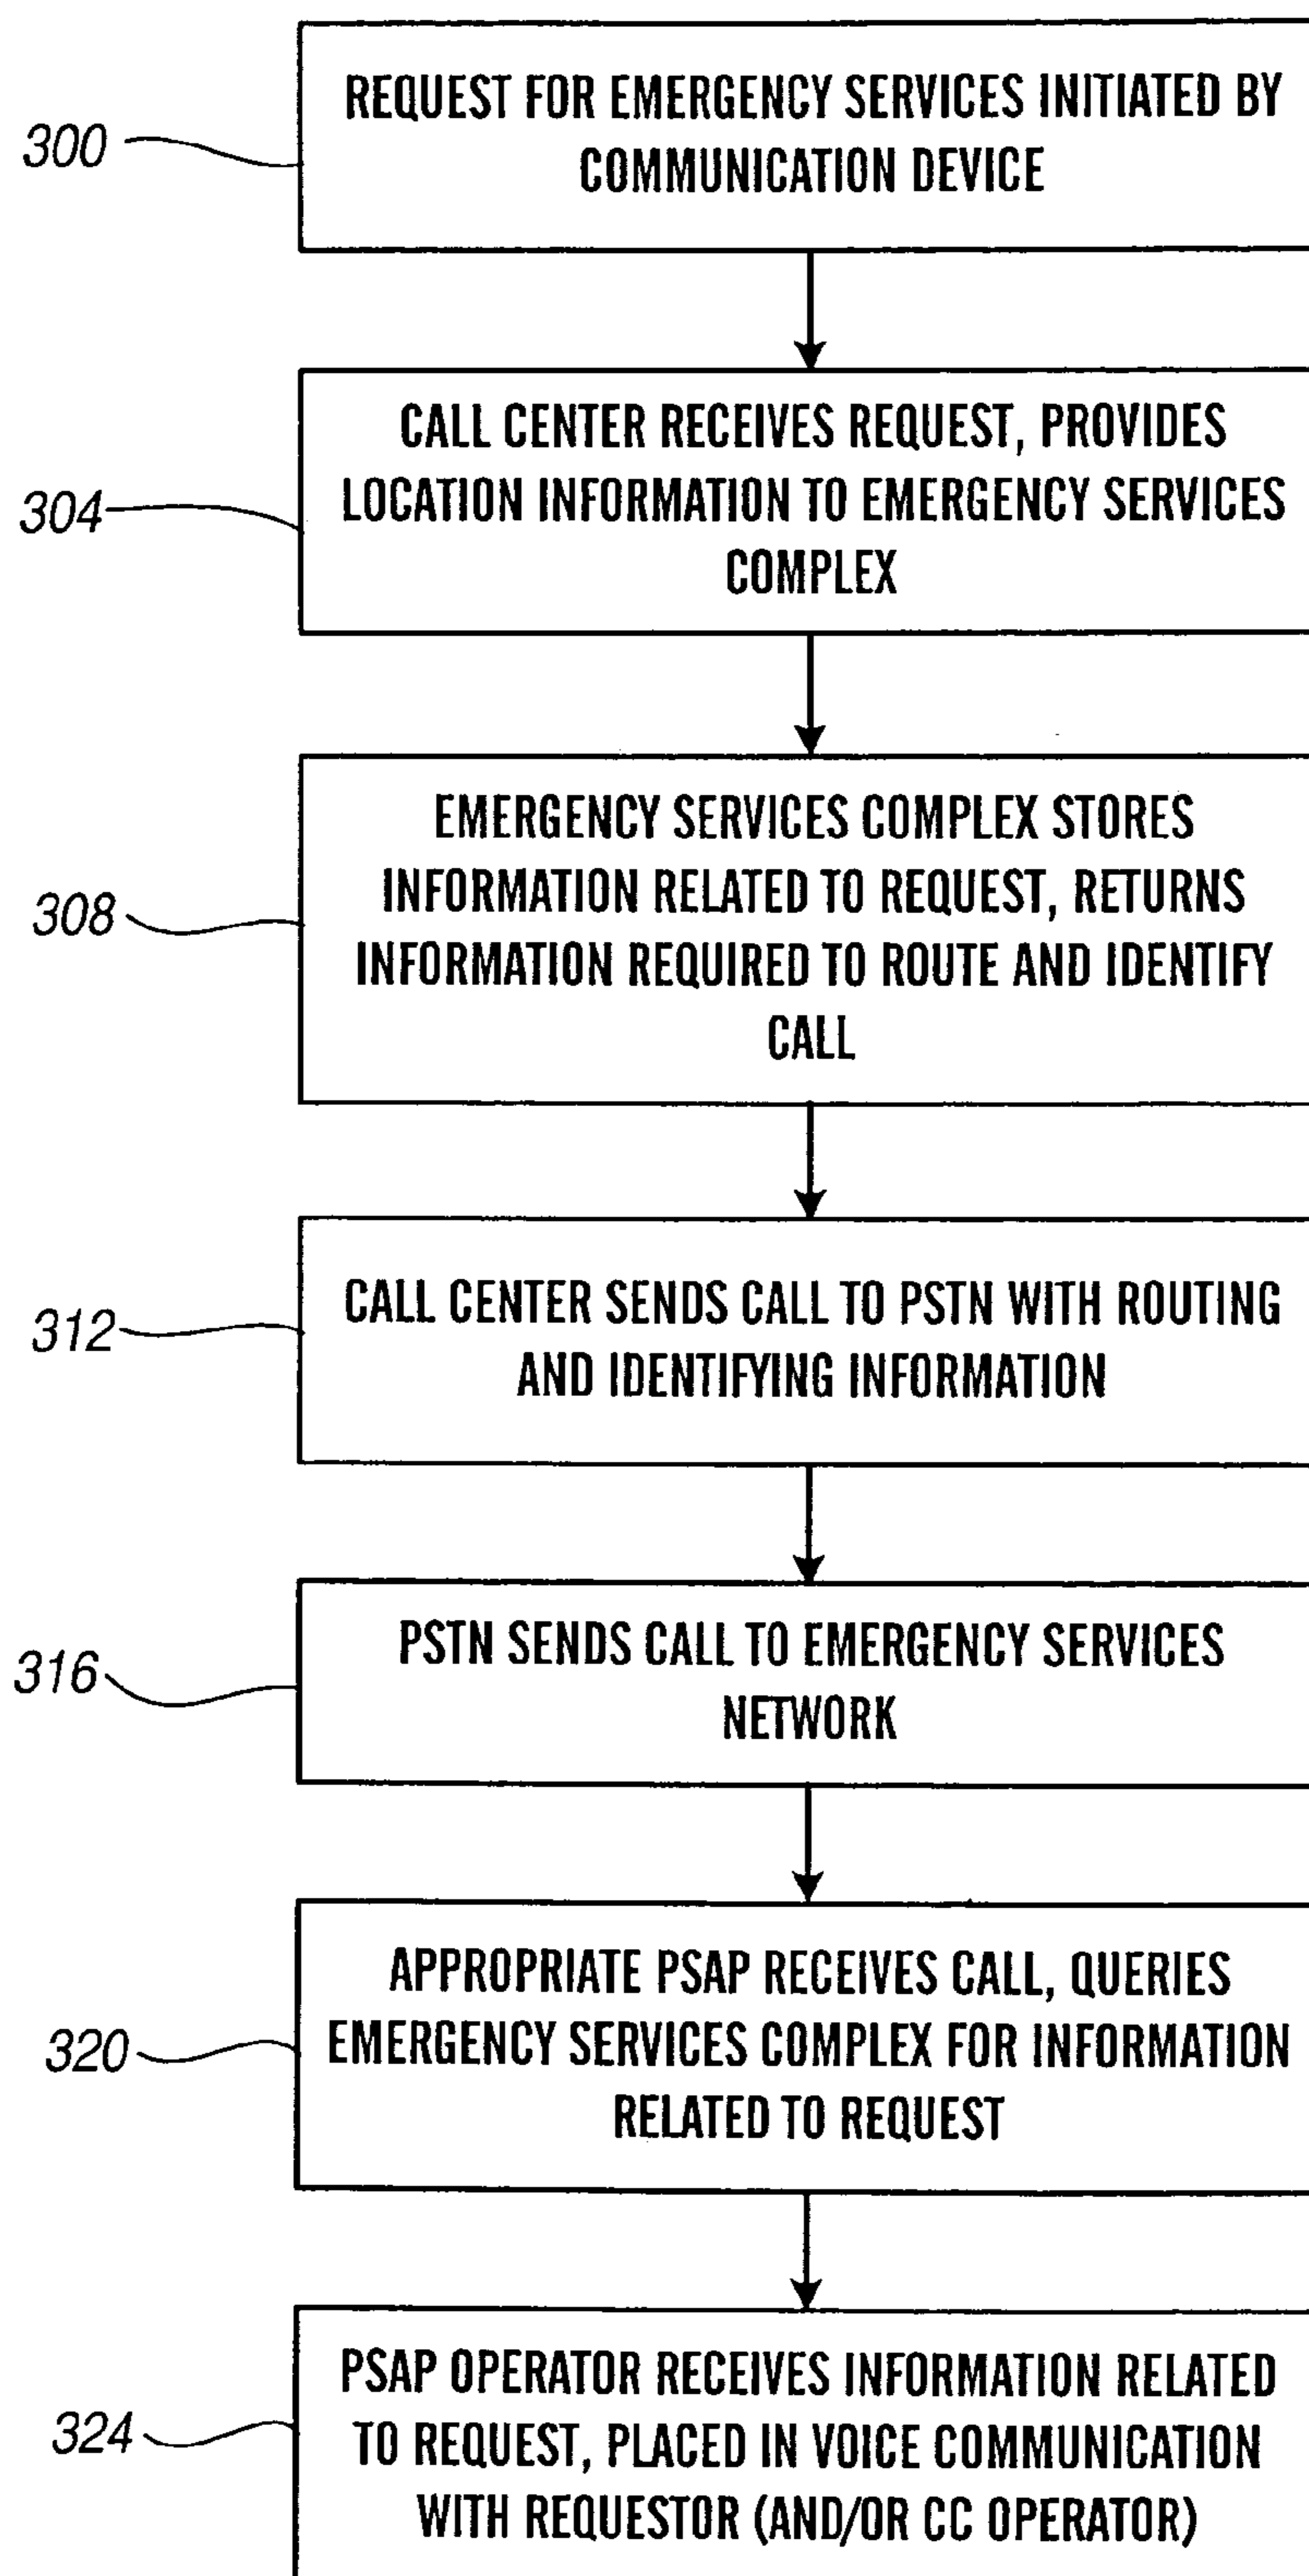 300
REQUEST FOR EMERGENCY SERVICES INITIATED BY
COMMUNICATION DEVICE
304
CALL CENTER RECEIVES REQUEST, PROVIDES
LOCATION INFORMATION TO EMERGENCY SERVICES
COMPLEX
308
EMERGENCY SERVICES COMPLEX STORES
INFORMATION RELATED TO REQUEST, RETURNS
INFORMATION REQUIRED TO ROUTE AND IDENTIFY
CALL
312
CALL CENTER SENDS CALL TO PSTN WITH ROUTING
AND IDENTIFYING INFORMATION
316
PSTN SENDS CALL TO EMERGENCY SERVICES
NETWORK
320
APPROPRIATE PSAP RECEIVES CALL, QUERIES
EMERGENCY SERVICES COMPLEX FOR INFORMATION
RELATED TO REQUEST
324
PSAP OPERATOR RECEIVES INFORMATION RELATED
TO REQUEST, PLACED IN VOICE COMMUNICATION
WITH REQUESTOR (AND/OR CC OPERATOR)